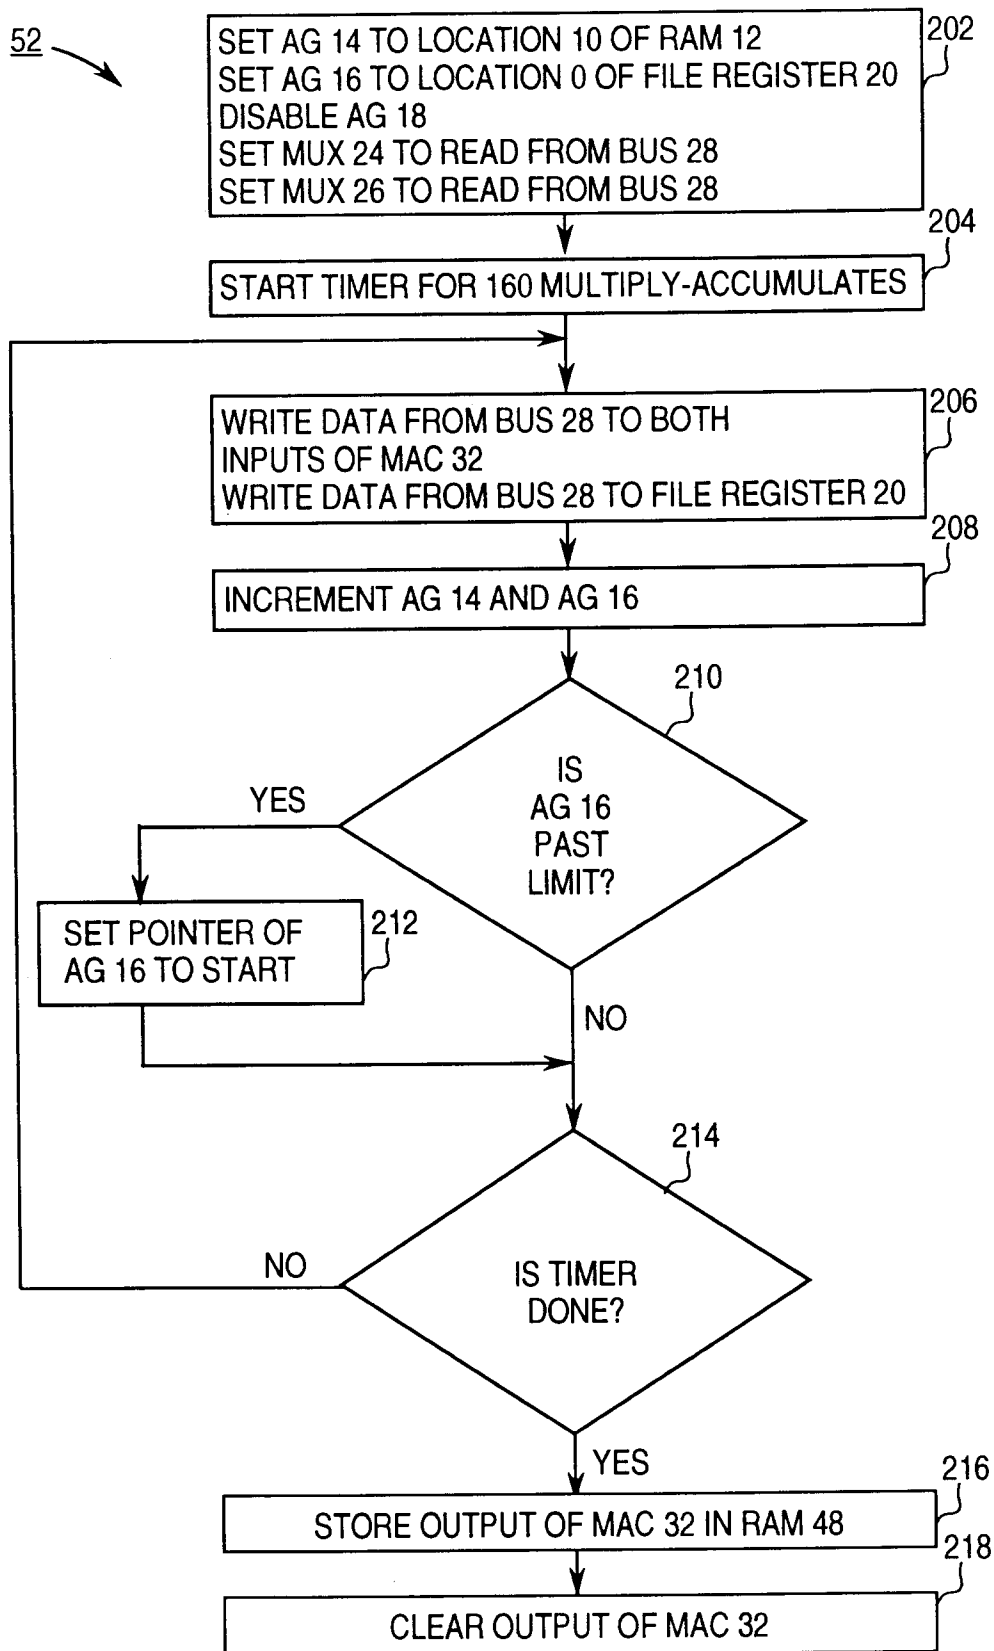 52
SET AG 14 TO LOCATION 10 OF RAM 12
SET AG 16 TO LOCATION 0 OF FILE REGISTER 20
DISABLE AG 18
SET MUX 24 TO READ FROM BUS 28
SET MUX 26 TO READ FROM BUS 28
202
204
START TIMER FOR 160 MULTIPLY-ACCUMULATES
206
WRITE DATA FROM BUS 28 TO BOTH
INPUTS OF MAC 32
WRITE DATA FROM BUS 28 TO FILE REGISTER 20
208
INCREMENT AG 14 AND AG 16
210
IS
AG 16
PAST
LIMIT?
YES
SET POINTER OF
AG 16 TO START
212
NO
214
IS TIMER
DONE?
NO
YES
216
STORE OUTPUT OF MAC 32 IN RAM 48
218
CLEAR OUTPUT OF MAC 32